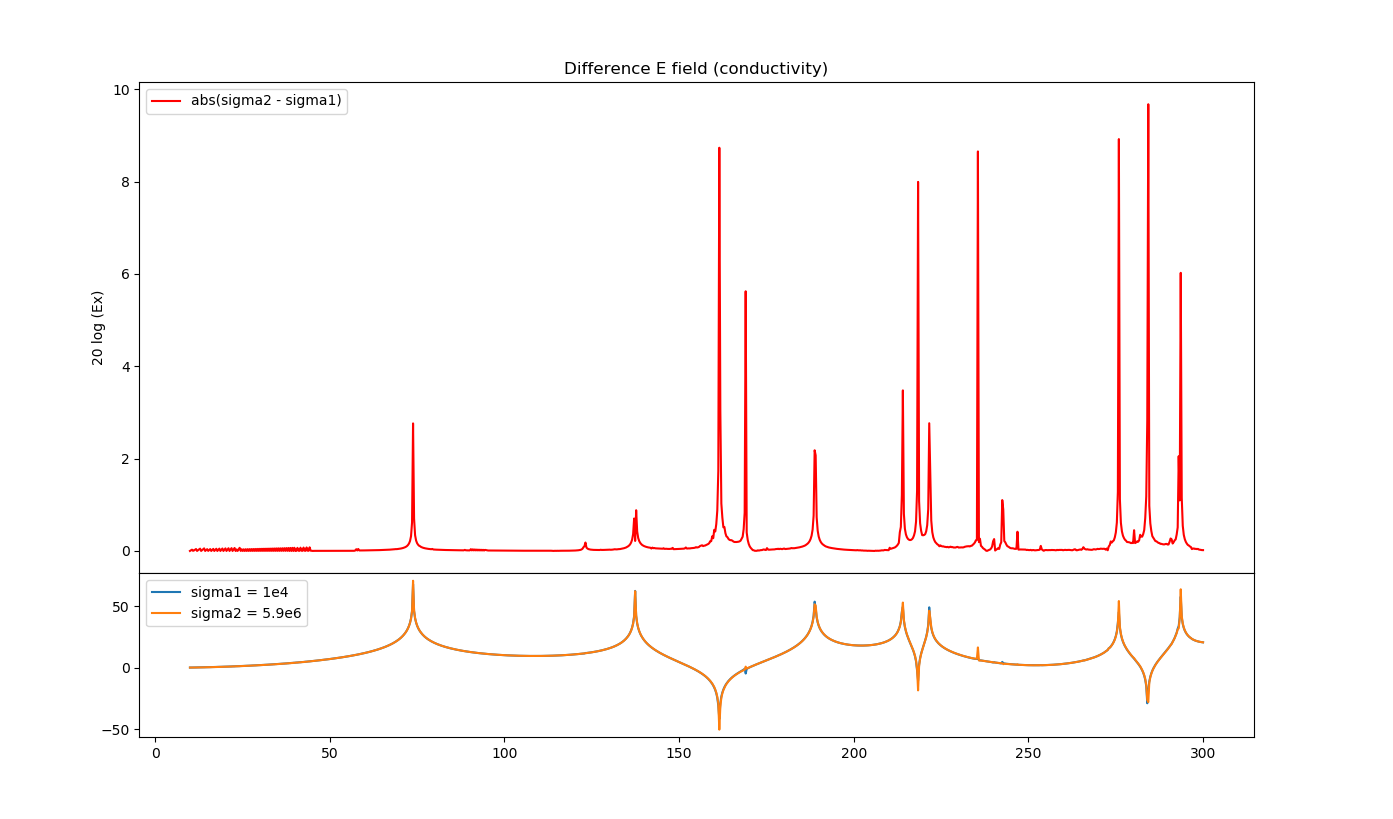 Difference E field (conductivity)
abs(sigma2 - sigma1)
20 log (Ex)
10
8
6
4
2
0
sigma1 = 1e4
sigma2 = 5.9e6
50
0
−50
0 50 100 150 200 250 300